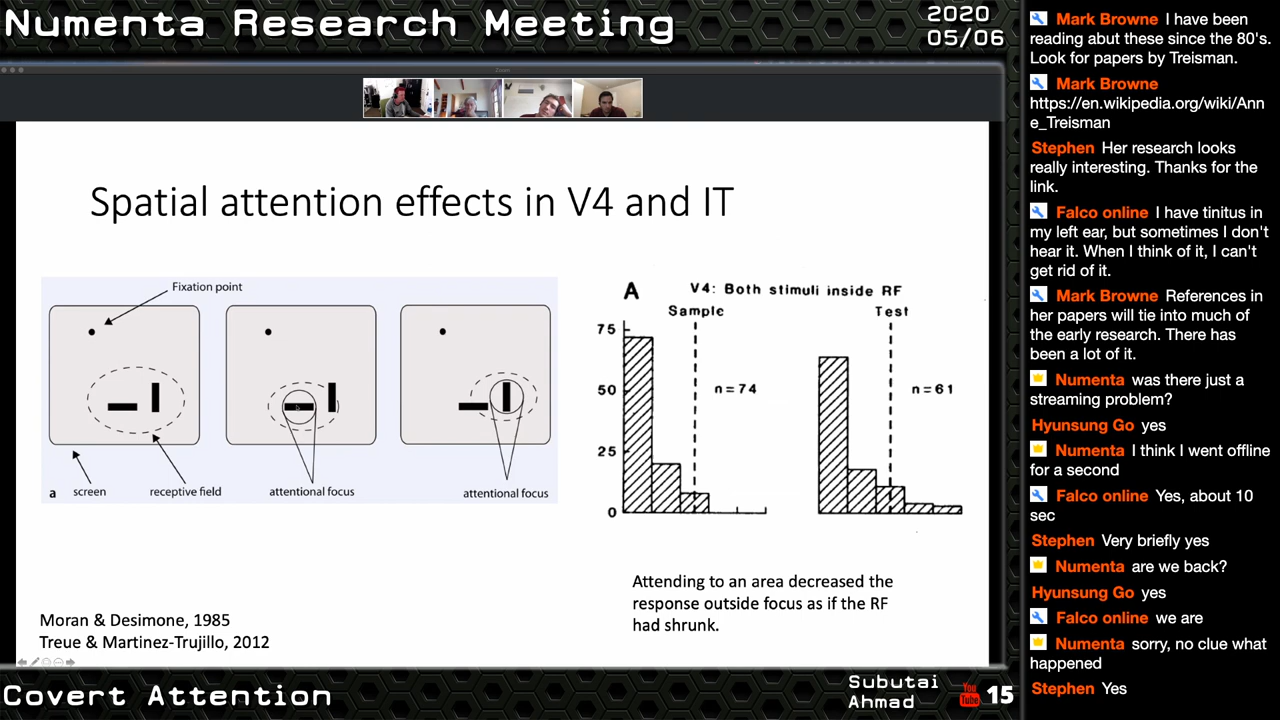 Numenta Research Meeting
2020
05/06
Zoom
Spatial attention effects in V4 and IT
Fixation point
a
screen
receptive field
attentional focus
attentional focus
A
V4: Both stimuli inside RF
Sample
Test
75
50
25
0
n=74
n=61
Attending to an area decreased the
response outside focus as if the RF
had shrunk.
Moran & Desimone, 1985
Treue & Martinez-Trujillo, 2012
Covert Attention
Subutai
Ahmad
You
Tube
15
Mark Browne I have been
reading abut these since the 80's.
Look for papers by Treisman.
Mark Browne
https://en.wikipedia.org/wiki/Ann
e_Treisman
Stephen Her research looks
really interesting. Thanks for the
link.
Falco online I have tinitus in
my left ear, but sometimes I don't
hear it. When I think of it, I can't
get rid of it.
Mark Browne References in
her papers will tie into much of
the early research. There has
been a lot of it.
Numenta was there just a
streaming problem?
Hyunsung Go yes
Numenta I think I went offline
for a second
Falco online Yes, about 10
sec
Stephen Very briefly yes
Numenta are we back?
Hyunsung Go yes
Falco online we are
Numenta sorry, no clue what
happened
Stephen Yes